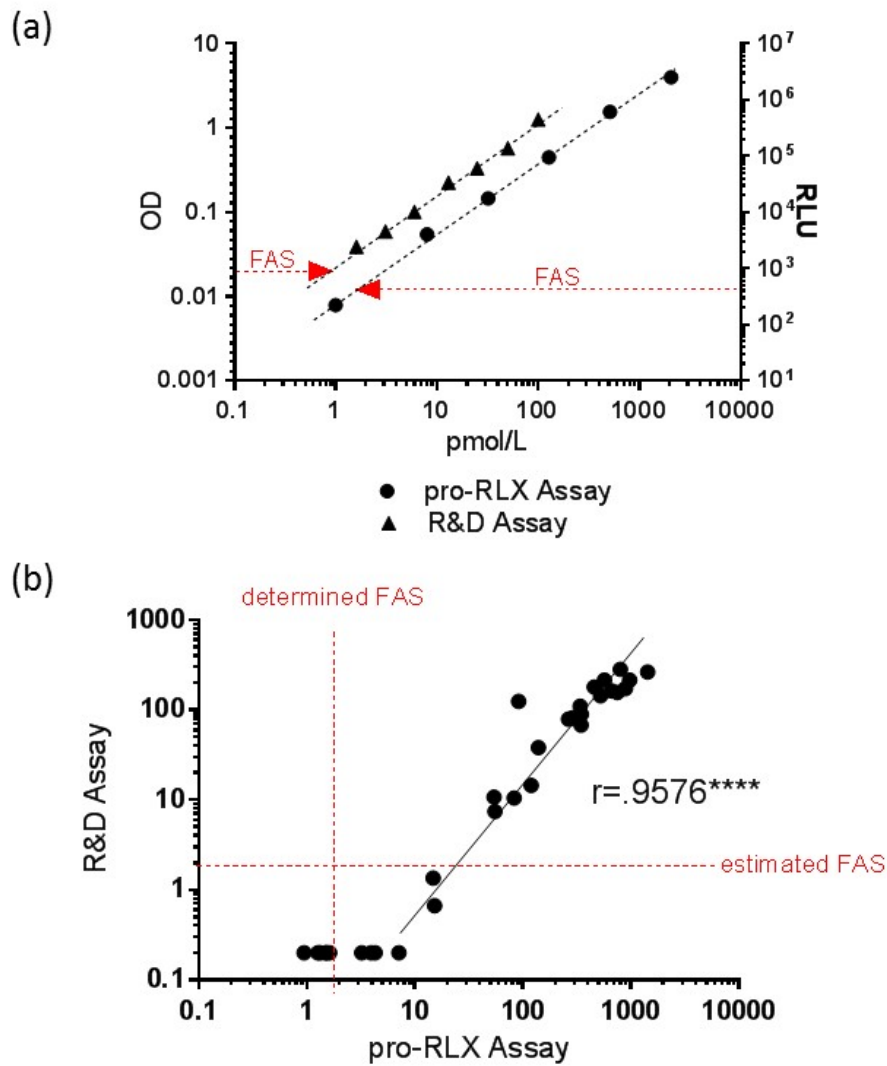 (a)
10
1
0.1
0.01
0.001
OD
10^7
10^6
10^5
10^4
10^3
10^2
10^1
RLU
FAS
FAS
0.1 1 10 100 1000 10000
pmol/L
pro-RLX Assay
R&D Assay
(b)
determined FAS
1000
100
10
1
0.1
R&D Assay
r=.9576****
estimated FAS
0.1 1 10 100 1000 10000
pro-RLX Assay